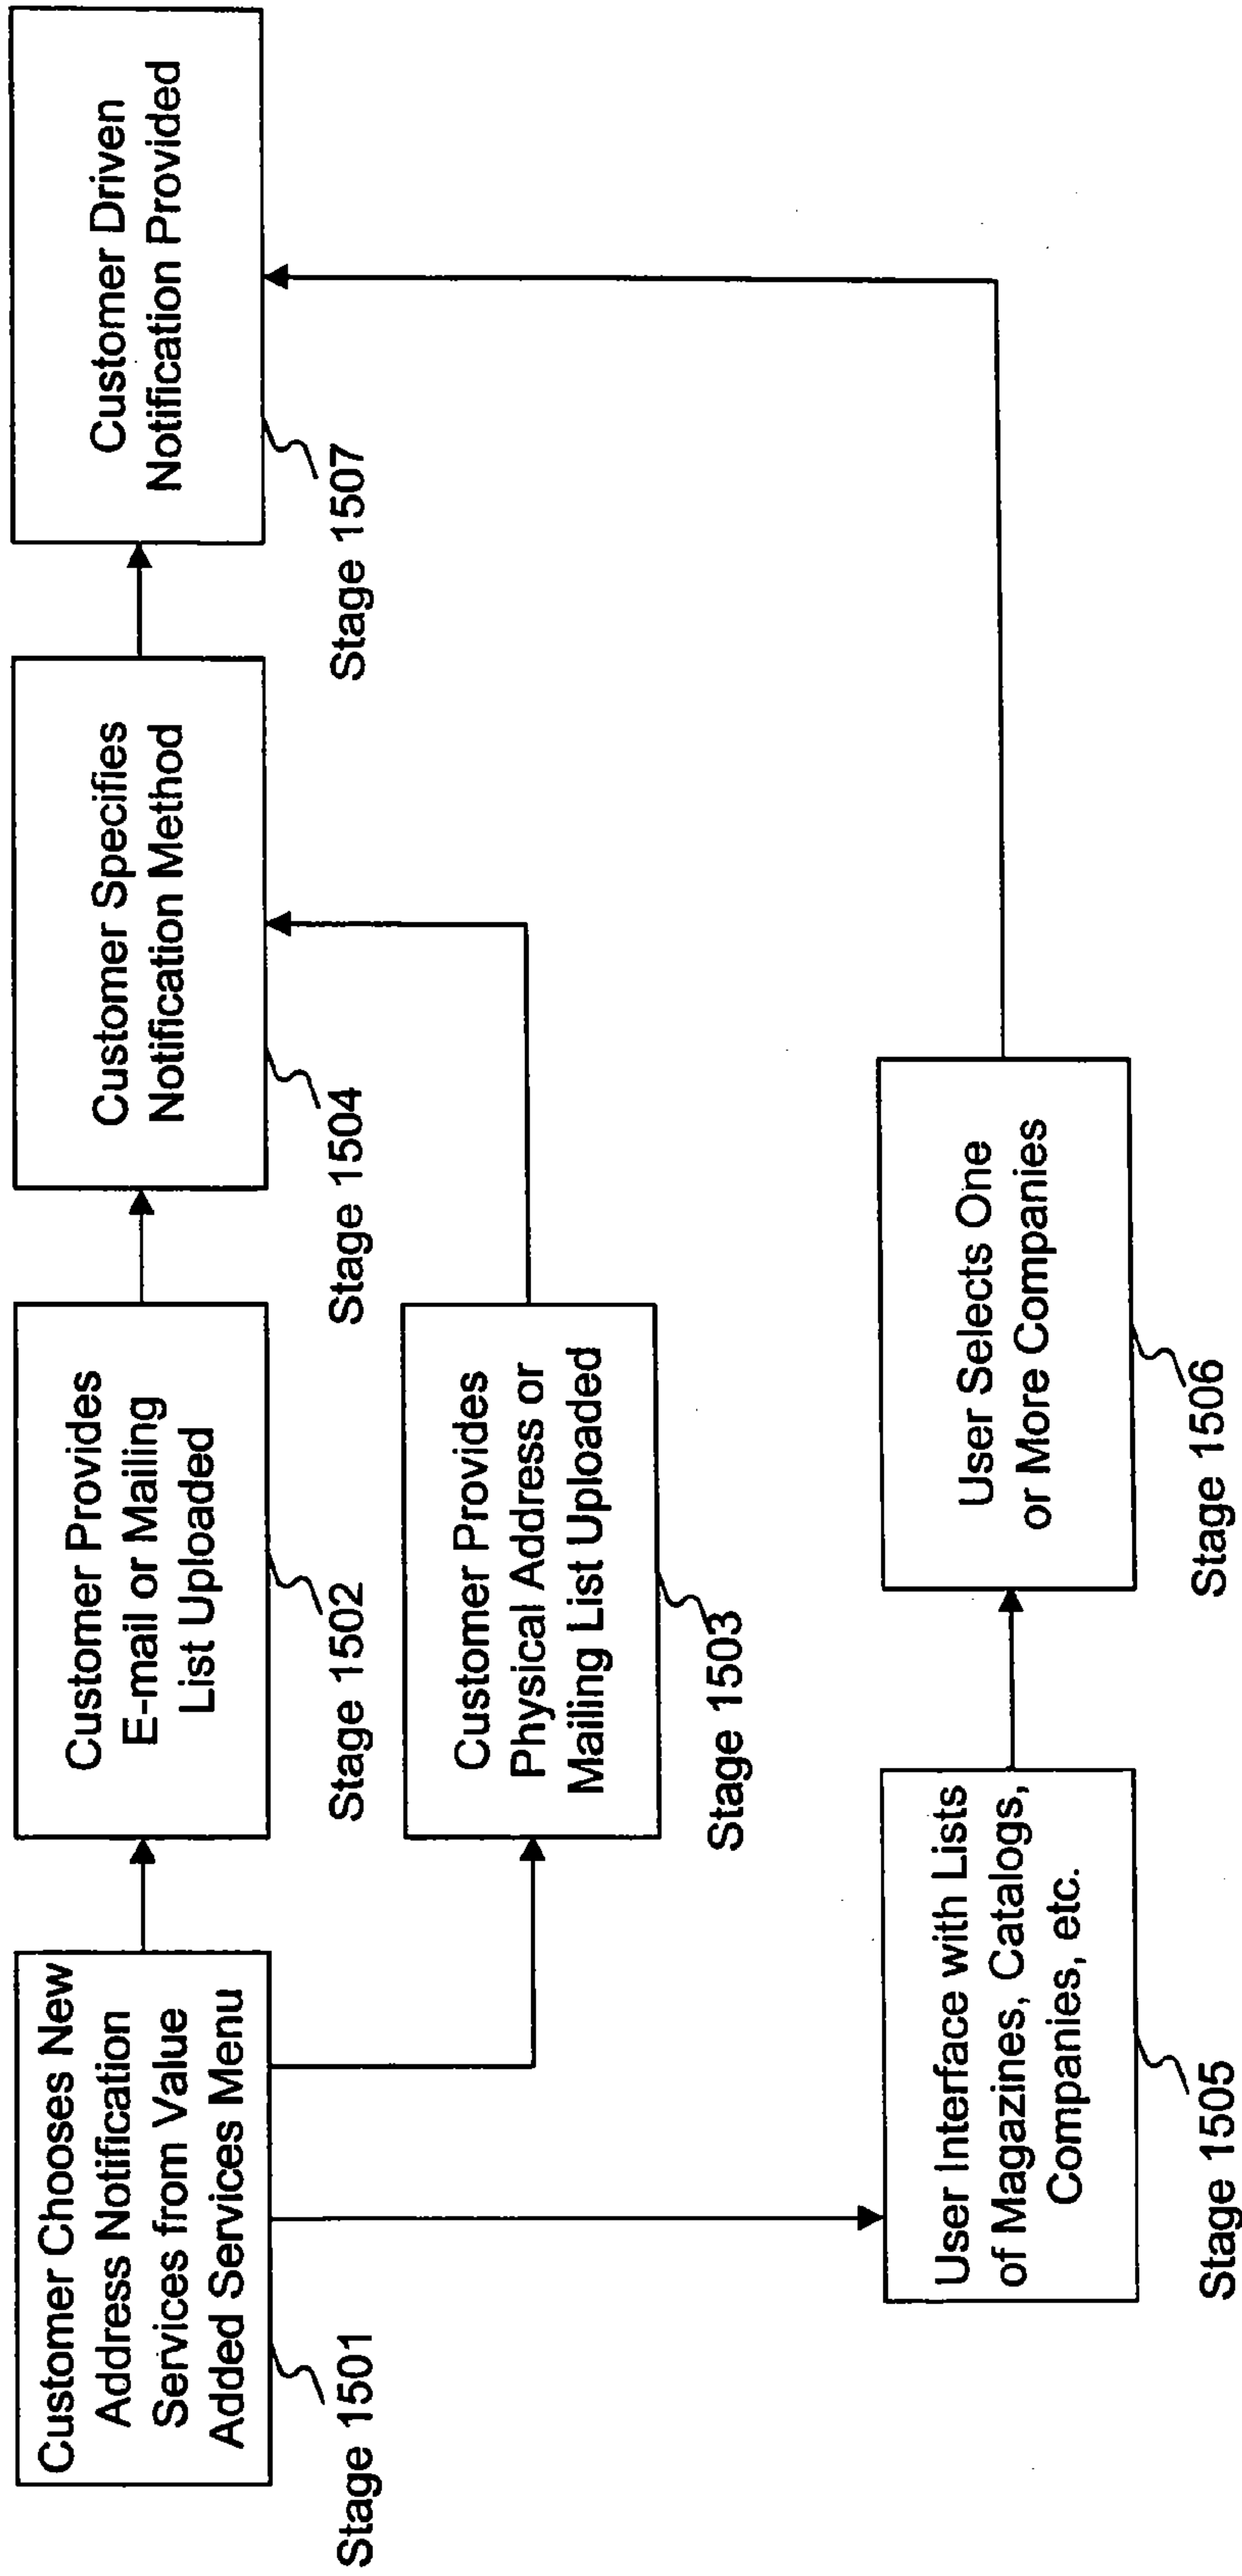 Customer Chooses New
Address Notification
Services from Value
Added Services Menu
Stage 1501
Customer Provides
E-mail or Mailing
List Uploaded
Stage 1502
Customer Provides
Physical Address or
Mailing List Uploaded
Stage 1503
Customer Specifies
Notification Method
Stage 1504
User Interface with Lists
of Magazines, Catalogs,
Companies, etc.
Stage 1505
User Selects One
or More Companies
Stage 1506
Customer Driven
Notification Provided
Stage 1507